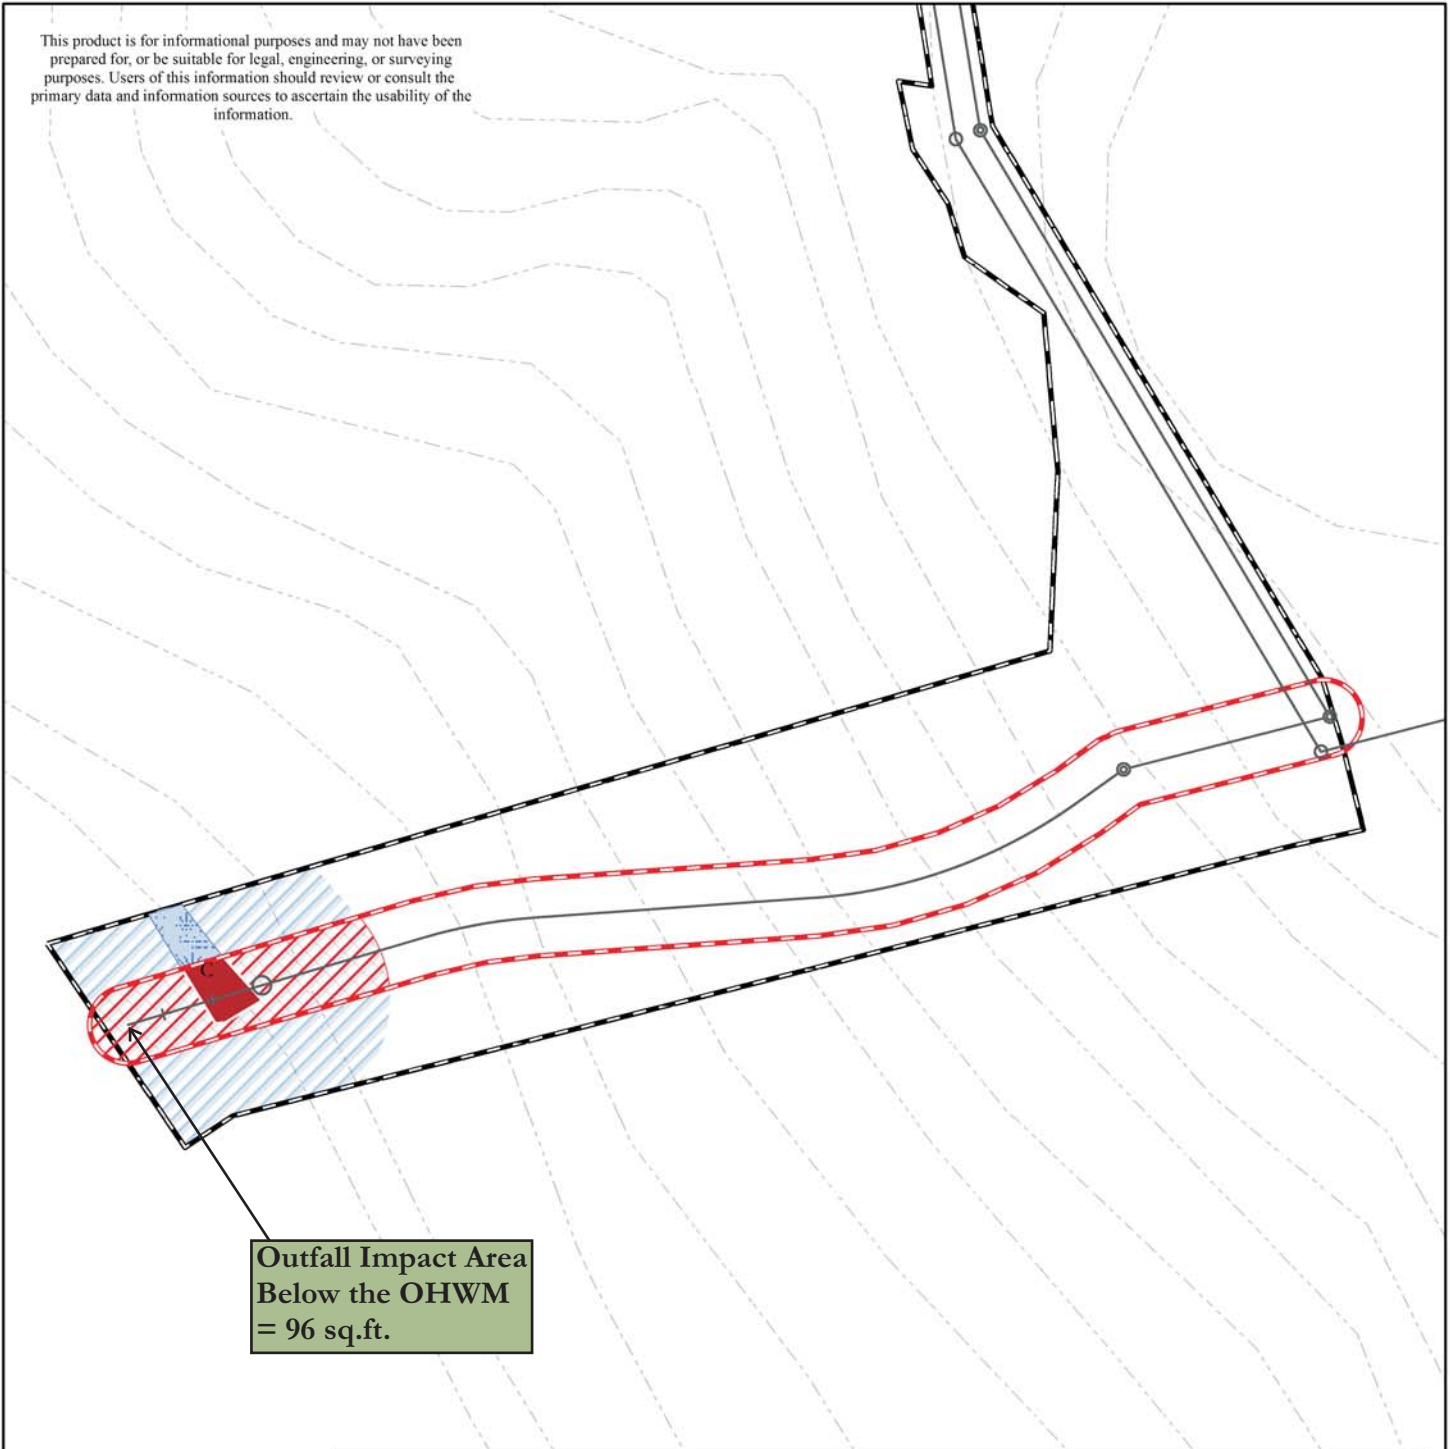 This product is for informational purposes and may not have been
prepared for, or be suitable for legal, engineering, or surveying
purposes. Users of this information should review or consult the
primary data and information sources to ascertain the usability of the
information.
C
Outfall Impact Area
Below the OHWM
= 96 sq.ft.